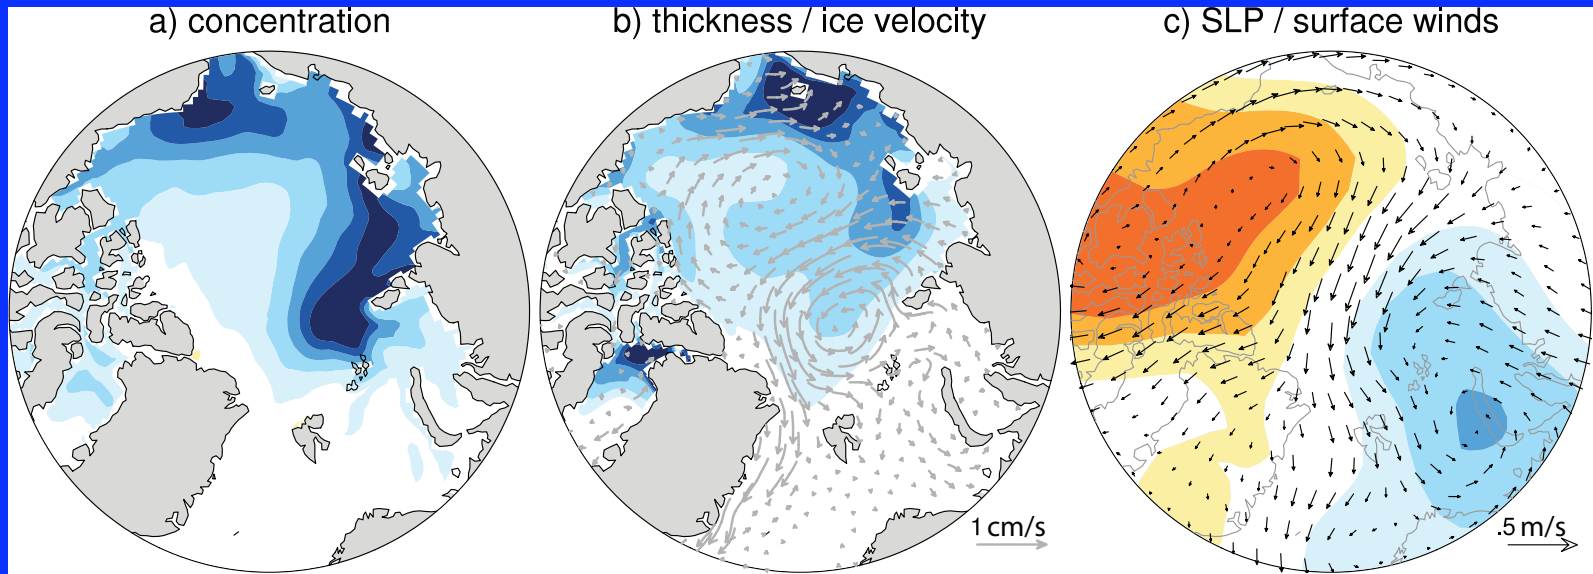 a) concentration
b) thickness / ice velocity
c) SLP / surface winds
1 cm/s
.5 m/s